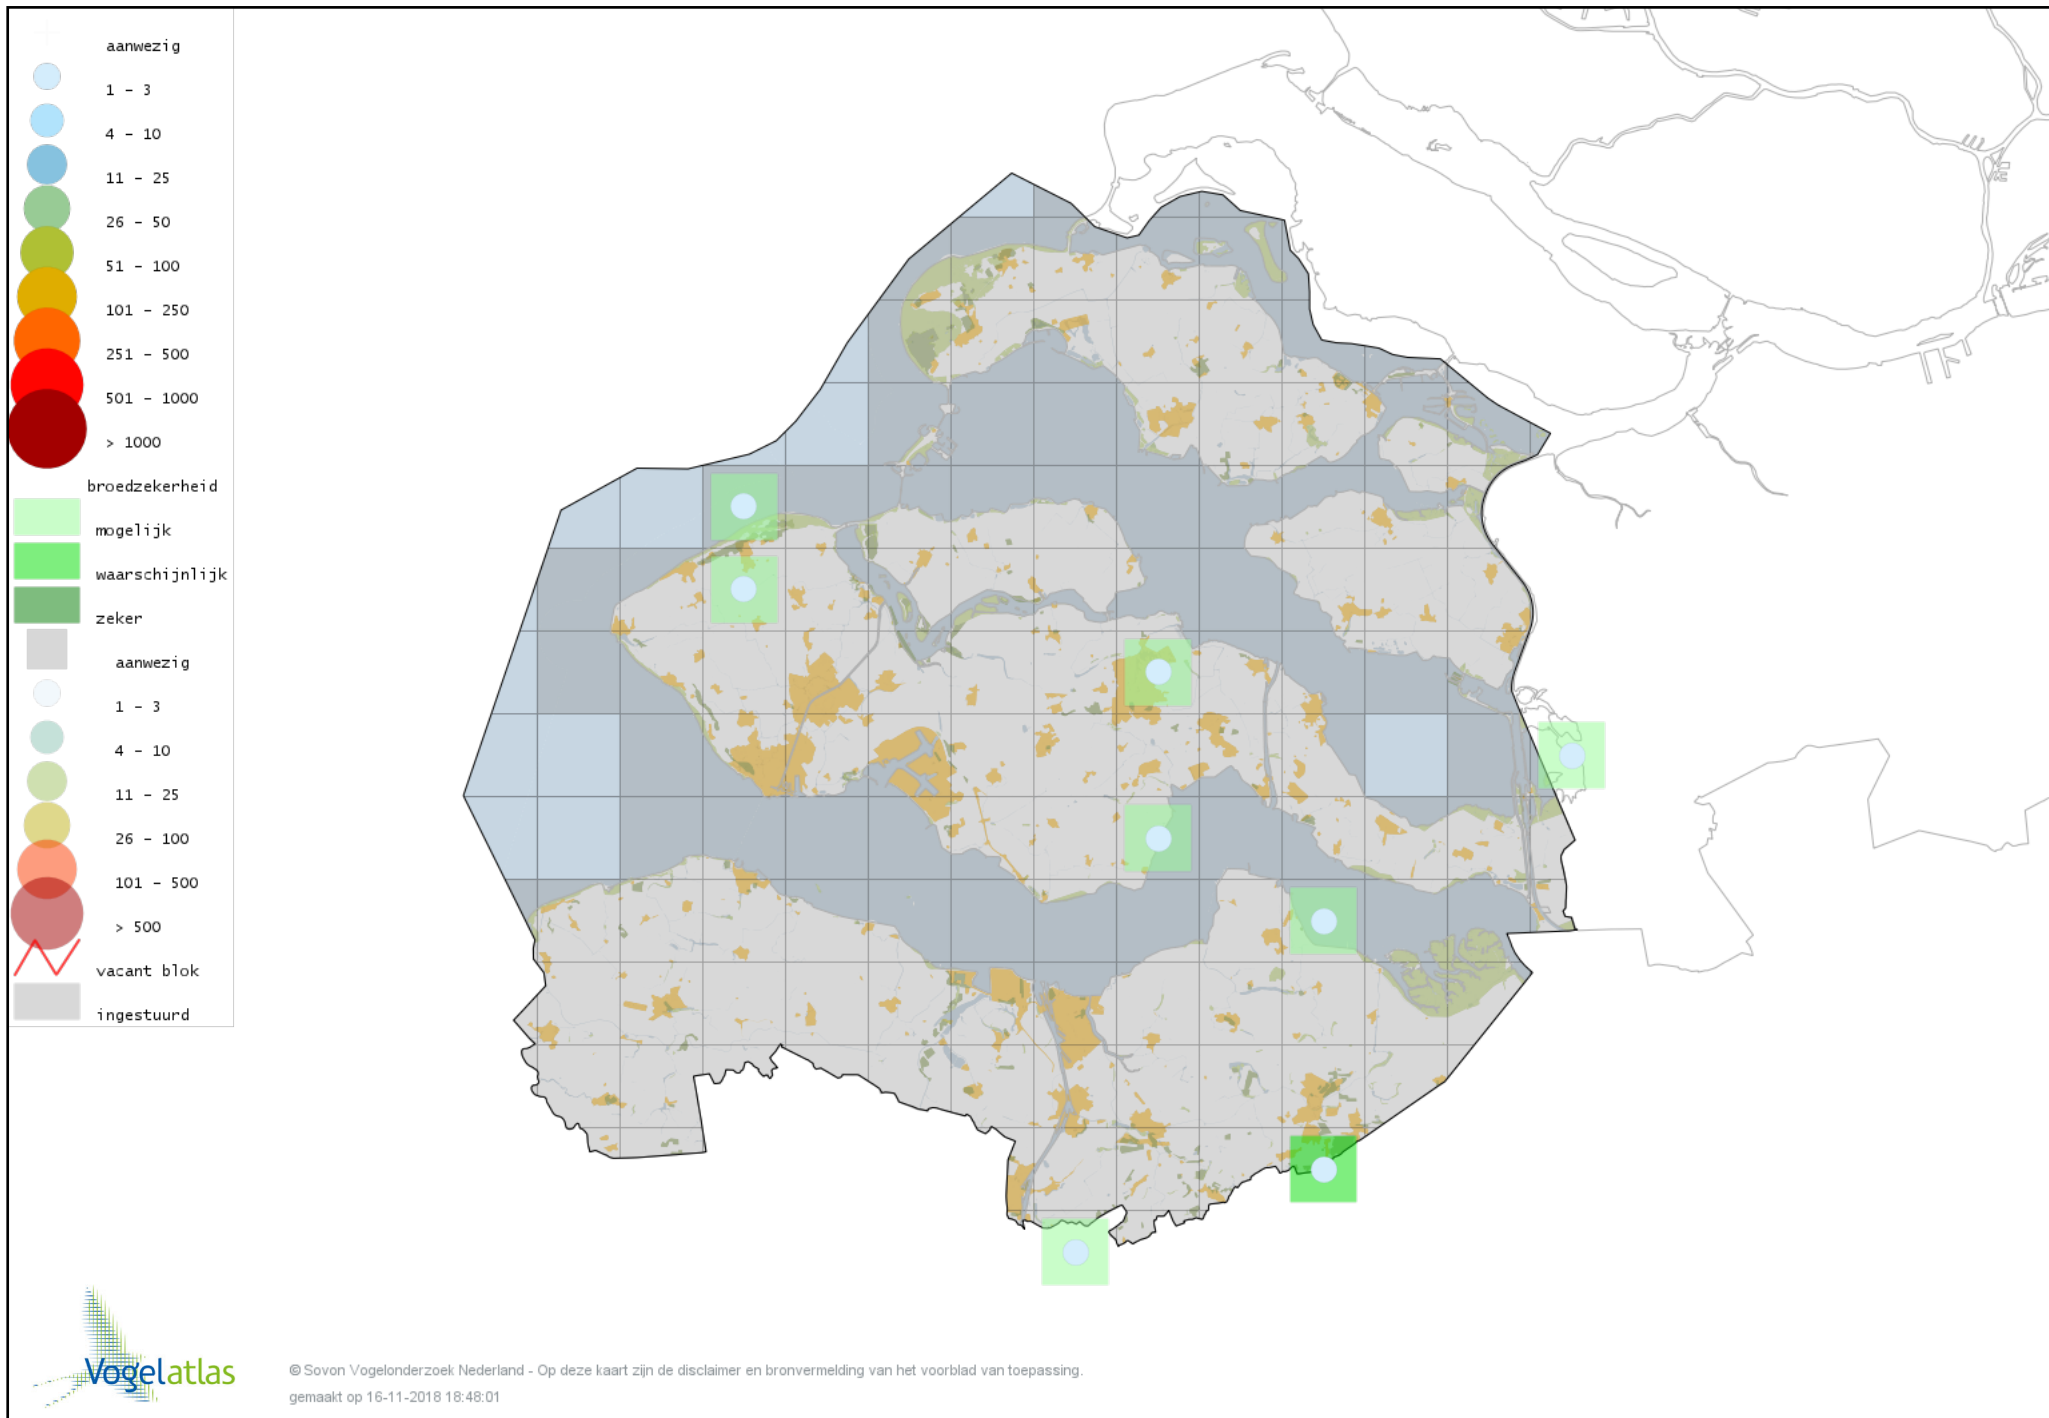 aanwezig
1 - 3
4 - 10
11 - 25
26 - 50
51 - 100
101 - 250
251 - 500
501 - 1000
> 1000
broedzekerheid
mogelijk
waarschijnlijk
zeker
aanwezig
1 - 3
4 - 10
11 - 25
26 - 100
101 - 500
> 500
vacant blok
ingestuurd
Vogelatlas
© Sovon Vogelonderzoek Nederland - Op deze kaart zijn de disclaimer en bronvermelding van het voorblad van toepassing.
gemaakt op 16-11-2018 18:48:01